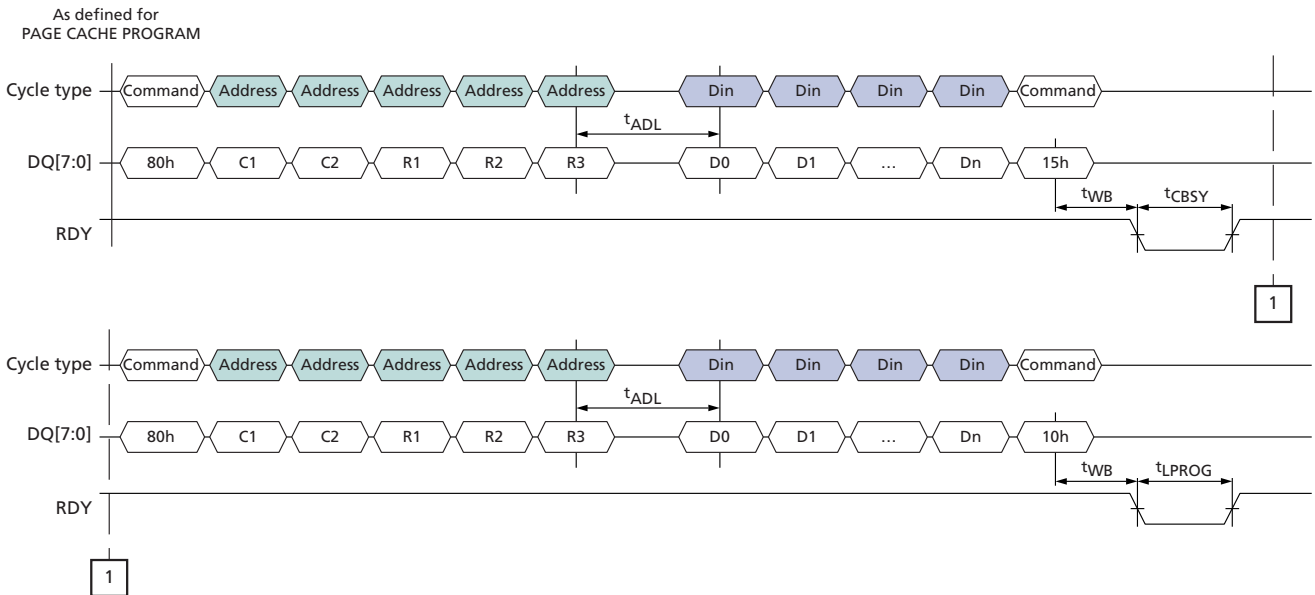 As defined for
PAGE CACHE PROGRAM
Cycle type Command Address Address Address Address Address Din Din Din Din Command
tADL
DQ[7:0] 80h C1 C2 R1 R2 R3 D0 D1 … Dn 15h
tWB tCBSY
RDY
1
Cycle type Command Address Address Address Address Address Din Din Din Din Command
tADL
DQ[7:0] 80h C1 C2 R1 R2 R3 D0 D1 … Dn 10h
tWB tLPROG
RDY
1